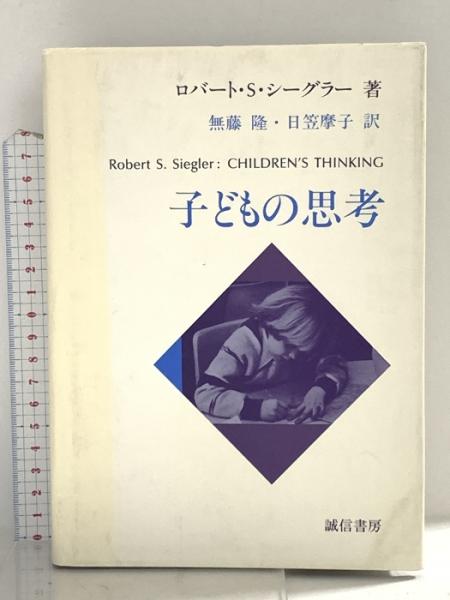 ロバート・S・シーグラー 著
無藤 隆・日笠摩子 訳
Robert S. Siegler: CHILDREN'S THINKING
子どもの思考
誠信書房